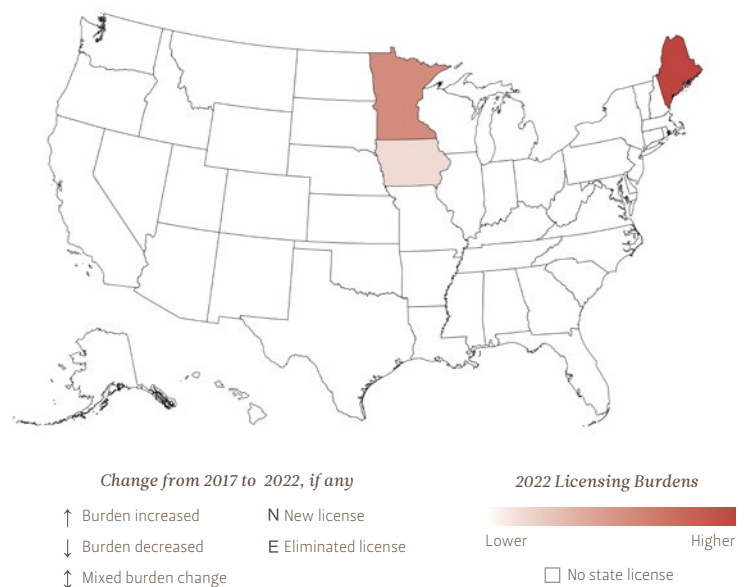 Change from 2017 to 2022, if any
↑ Burden increased
↓ Burden decreased
↕ Mixed burden change
N New license
E Eliminated license
2022 Licensing Burdens
Lower Higher
No state license